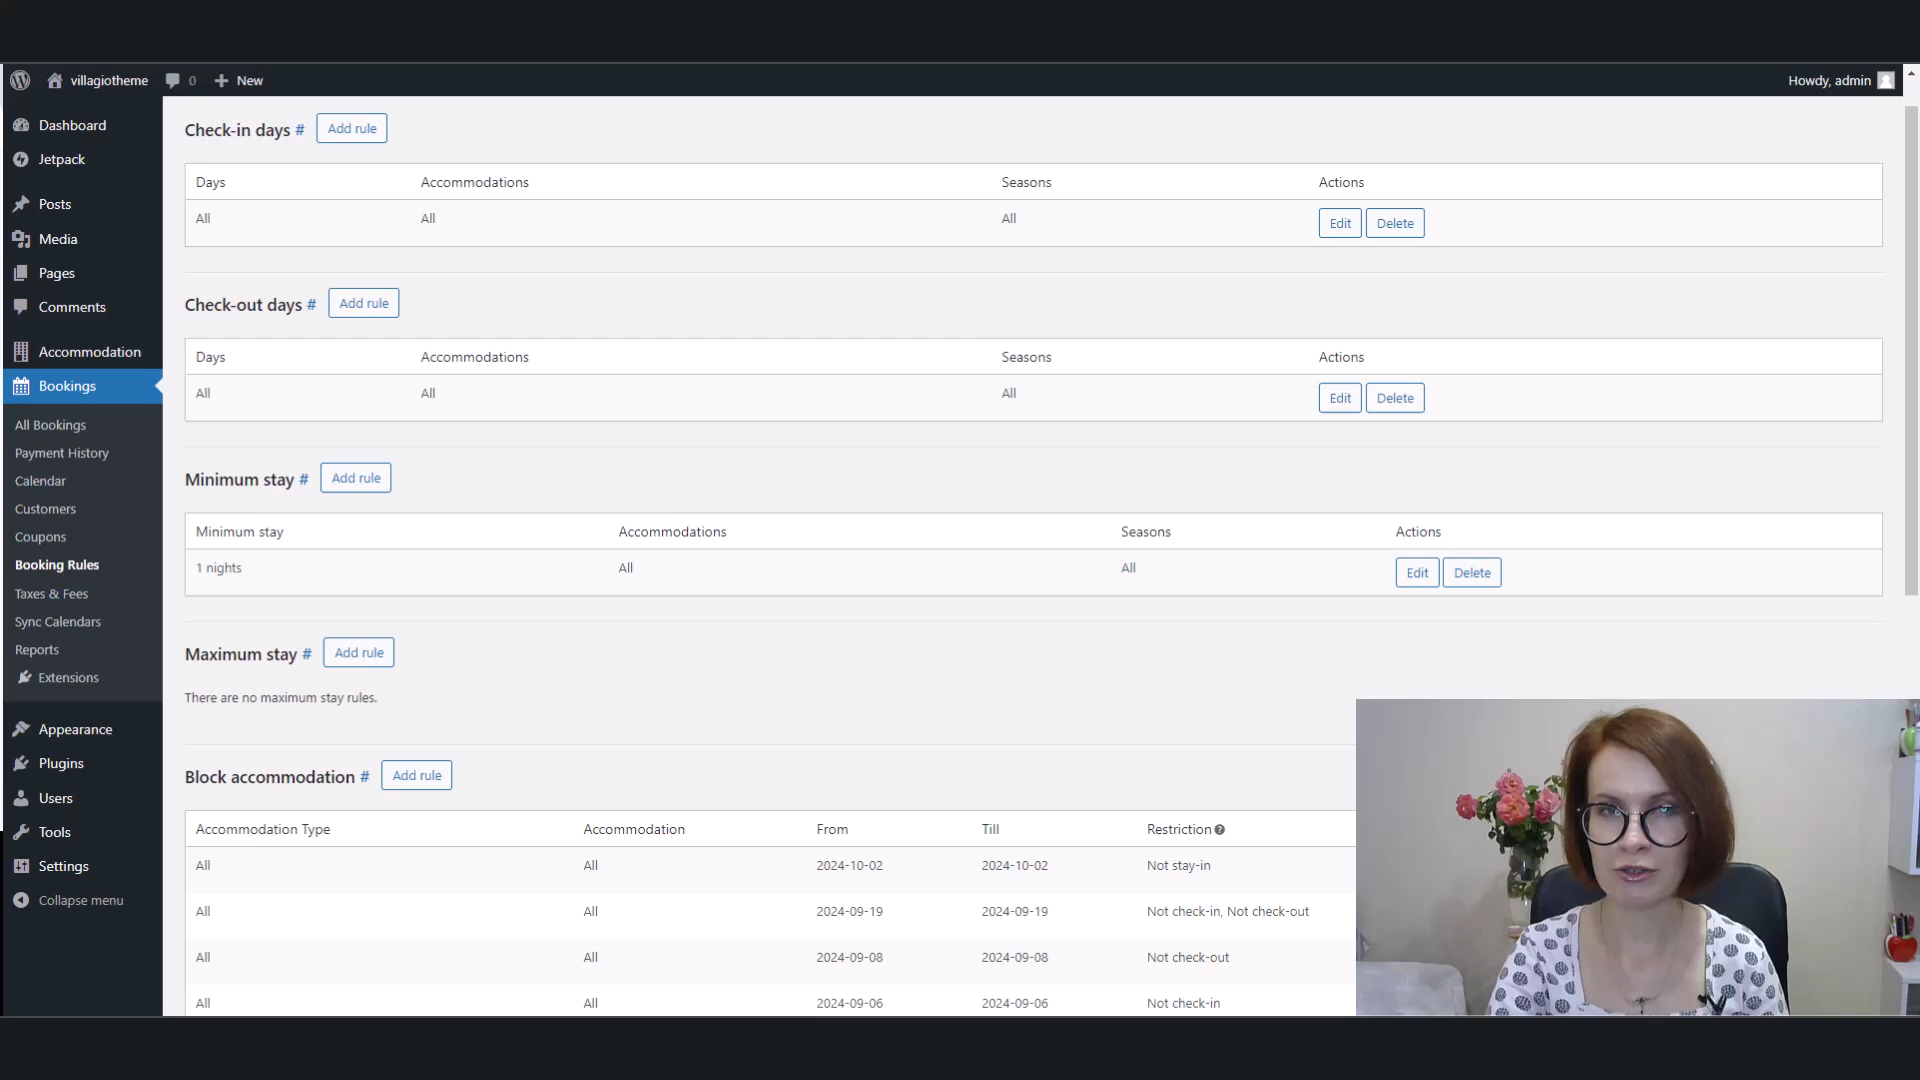 villagiotheme 0 New Howdy, admin
Dashboard
Jetpack
Posts
Media
Pages
Comments
Accommodation
Bookings
All Bookings
Payment History
Calendar
Customers
Coupons
Booking Rules
Taxes & Fees
Sync Calendars
Reports
Extensions
Appearance
Plugins
Users
Tools
Settings
Collapse menu
Check-in days # Add rule
Days Accommodations Seasons Actions
All All All Edit Delete
Check-out days # Add rule
Days Accommodations Seasons Actions
All All All Edit Delete
Minimum stay # Add rule
Minimum stay Accommodations Seasons Actions
1 nights All All Edit Delete
Maximum stay # Add rule
There are no maximum stay rules.
Block accommodation # Add rule
Accommodation Type Accommodation From Till Restriction
All All 2024-10-02 2024-10-02 Not stay-in
All All 2024-09-19 2024-09-19 Not check-in, Not check-out
All All 2024-09-08 2024-09-08 Not check-out
All All 2024-09-06 2024-09-06 Not check-in